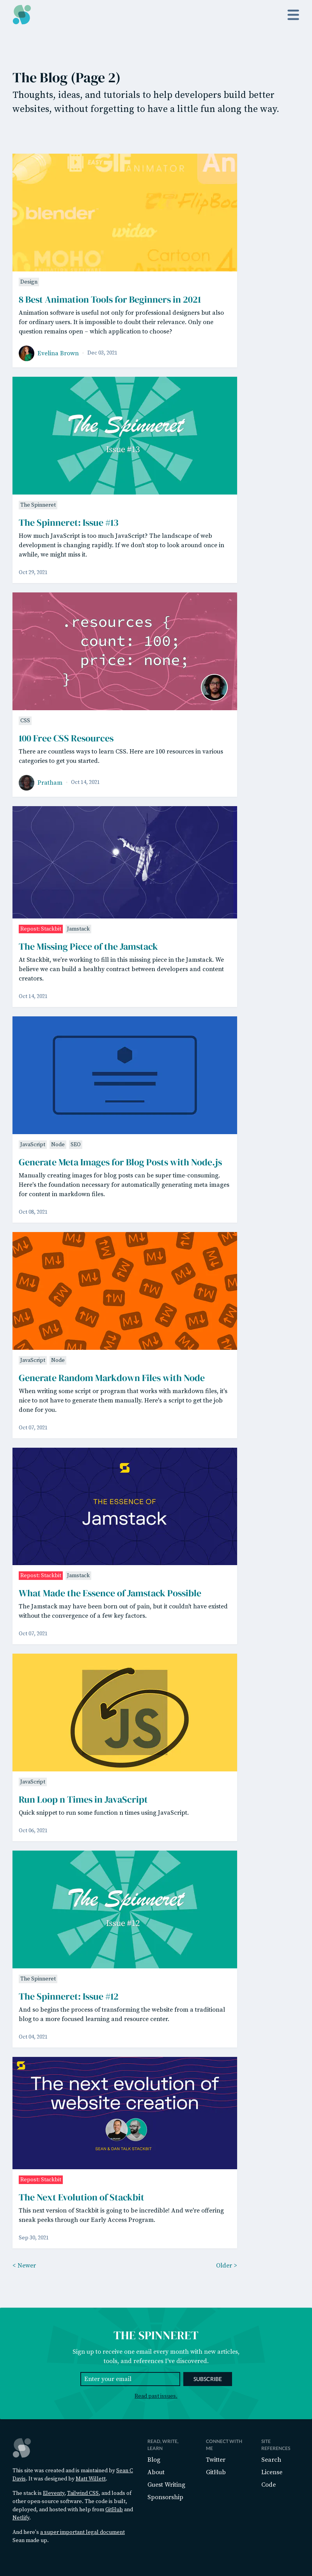 The Blog (Page 2)
Thoughts, ideas, and tutorials to help developers build better
websites, without forgetting to have a little fun along the way.
GIF
ANIMATOR
An
blender
FlipBoo
wideo
MOHO
Cartoon
Animator 4
Design
8 Best Animation Tools for Beginners in 2021
Animation software is useful not only for professional designers but also
for ordinary users. It is impossible to doubt their relevance. Only one
question remains open – which application to choose?
Evelina Brown · Dec 03, 2021
The Spinneret
Issue #13
The Spinneret
The Spinneret: Issue #13
How much JavaScript is too much JavaScript? The landscape of web
development is changing rapidly. If we don't stop to look around once in
awhile, we might miss it.
Oct 29, 2021
.resources {
count: 100;
price: none;
}
CSS
100 Free CSS Resources
There are countless ways to learn CSS. Here are 100 resources in various
categories to get you started.
Pratham · Oct 14, 2021
Repost: Stackbit Jamstack
The Missing Piece of the Jamstack
At Stackbit, we're working to fill in this missing piece in the Jamstack. We
believe we can build a healthy contract between developers and content
creators.
Oct 14, 2021
JavaScript Node SEO
Generate Meta Images for Blog Posts with Node.js
Manually creating images for blog posts can be super time-consuming.
Here's the foundation necessary for automatically generating meta images
for content in markdown files.
Oct 08, 2021
JavaScript Node
Generate Random Markdown Files with Node
When writing some script or program that works with markdown files, it's
nice to not have to generate them manually. Here's a script to get the job
done for you.
Oct 07, 2021
THE ESSENCE OF
Jamstack
Repost: Stackbit Jamstack
What Made the Essence of Jamstack Possible
The Jamstack may have been born out of pain, but it couldn't have existed
without the convergence of a few key factors.
Oct 07, 2021
JS
JavaScript
Run Loop n Times in JavaScript
Quick snippet to run some function n times using JavaScript.
Oct 06, 2021
The Spinneret
Issue #12
The Spinneret
The Spinneret: Issue #12
And so begins the process of transforming the website from a traditional
blog to a more focused learning and resource center.
Oct 04, 2021
The next evolution of
website creation
SEAN & DAN TALK STACKBIT
Repost: Stackbit
The Next Evolution of Stackbit
This next version of Stackbit is going to be incredible! And we're offering
sneak peeks through our Early Access Program.
Sep 30, 2021
< Newer
Older >
THE SPINNERET
Sign up to receive one email every month with new articles,
tools, and references I've discovered.
Enter your email
SUBSCRIBE
Read past issues.
This site was created and is maintained by Sean C
Davis. It was designed by Matt Willett.
The stack is Eleventy, Tailwind CSS, and loads of
other open-source software. The code is built,
deployed, and hosted with help from GitHub and
Netlify.
And here's a super important legal document
Sean made up.
READ, WRITE,
LEARN
Blog
About
Guest Writing
Sponsorship
CONNECT WITH
ME
Twitter
GitHub
SITE
REFERENCES
Search
License
Code